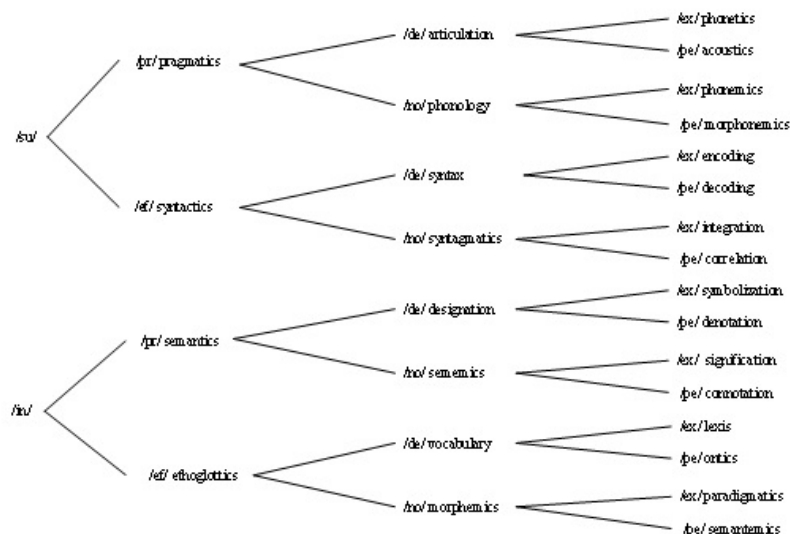 /ex/phonetics
/de/articulation
/pe/acoustics
/pr/pragmatics
/ex/phonemics
/no/phonology
/pe/morphonemics
/su/
/ex/encoding
/de/syntax
/pe/decoding
/ef/syntactics
/ex/integration
/no/syntagmatics
/pe/correlation
/ex/symbolization
/de/designation
/pe/denotation
/pr/semantics
/ex/ signification
/no/sememics
/pe/connotation
/in/
/ex/lexis
/de/vocabulary
/pe/ontics
/ef/ ethoglottics
/ex/paradigmatics
/no/morphemics
/pe/semantemics